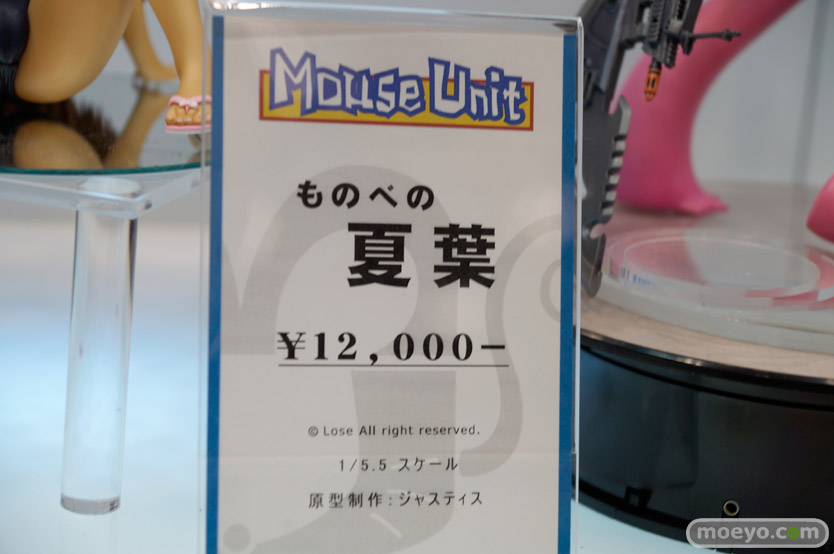 Mouse Unit
ものべの
夏葉
¥12,000-
© Lose All right reserved.
1/5.5 スケール
原型制作:ジャスティス
moeyo.com